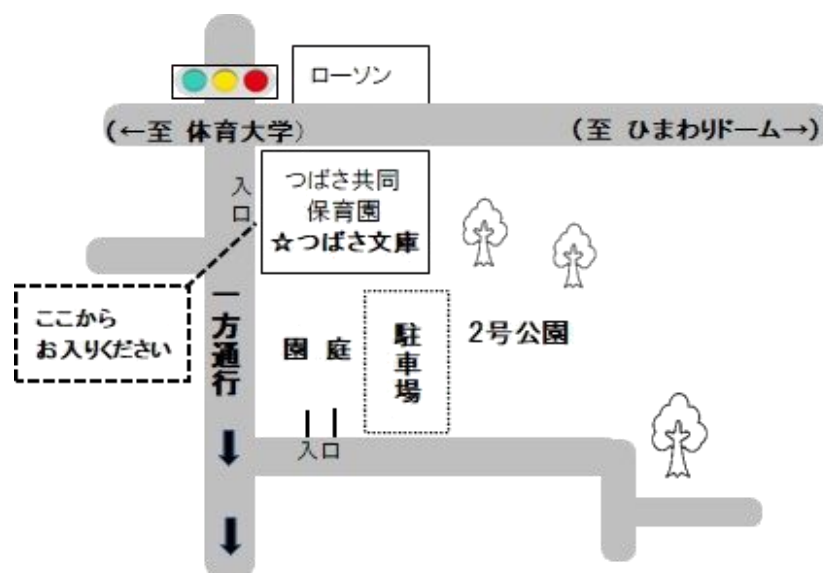 ローソン
(←至 体育大学)
(至 ひまわりドーム→)
入口
つばさ共同
保育園
☆つばさ文庫
ここから
お入りください
一方通行
園 庭
駐車場
2号公園
入口